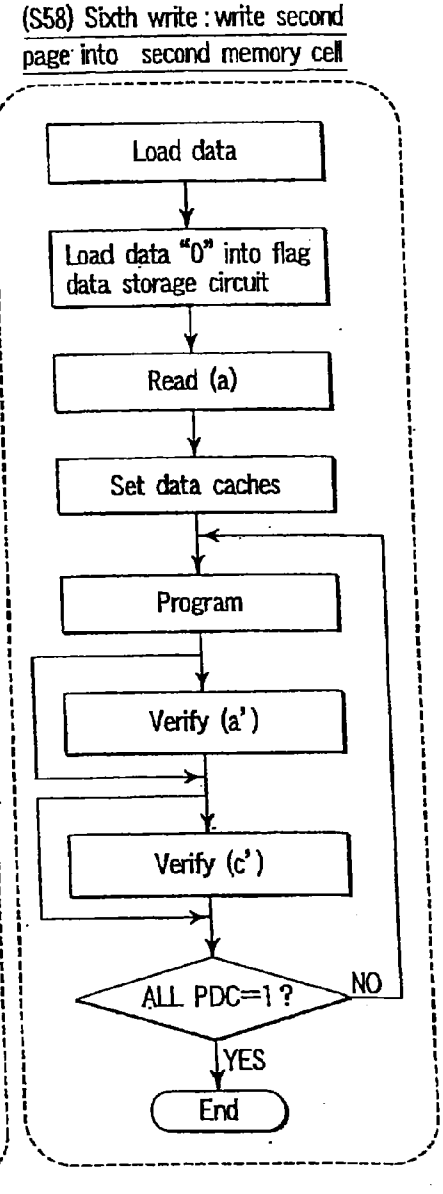 (S58) Sixth write : write second
page into second memory cell
Load data
Load data "0" into flag
data storage circuit
Read (a)
Set data caches
Program
Verify (a')
Verify (c')
ALL PDC=1 ?
NO
YES
End